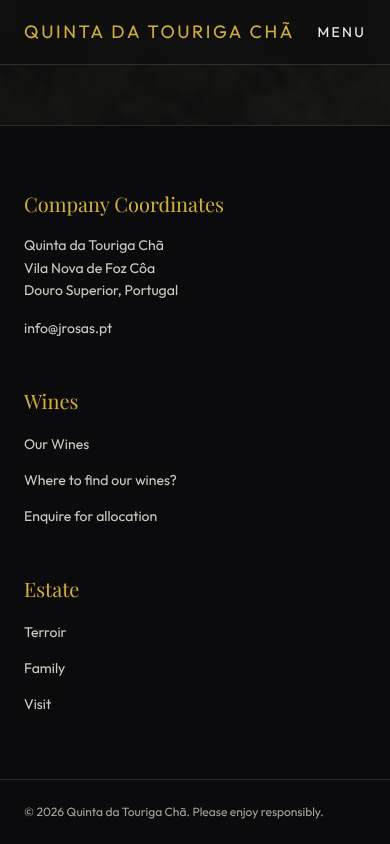 QUINTA DA TOURIGA CHÃ
MENU
Company Coordinates
Quinta da Touriga Chã
Vila Nova de Foz Côa
Douro Superior, Portugal
info@jrosas.pt
Wines
Our Wines
Where to find our wines?
Enquire for allocation
Estate
Terroir
Family
Visit
© 2026 Quinta da Touriga Chã. Please enjoy responsibly.